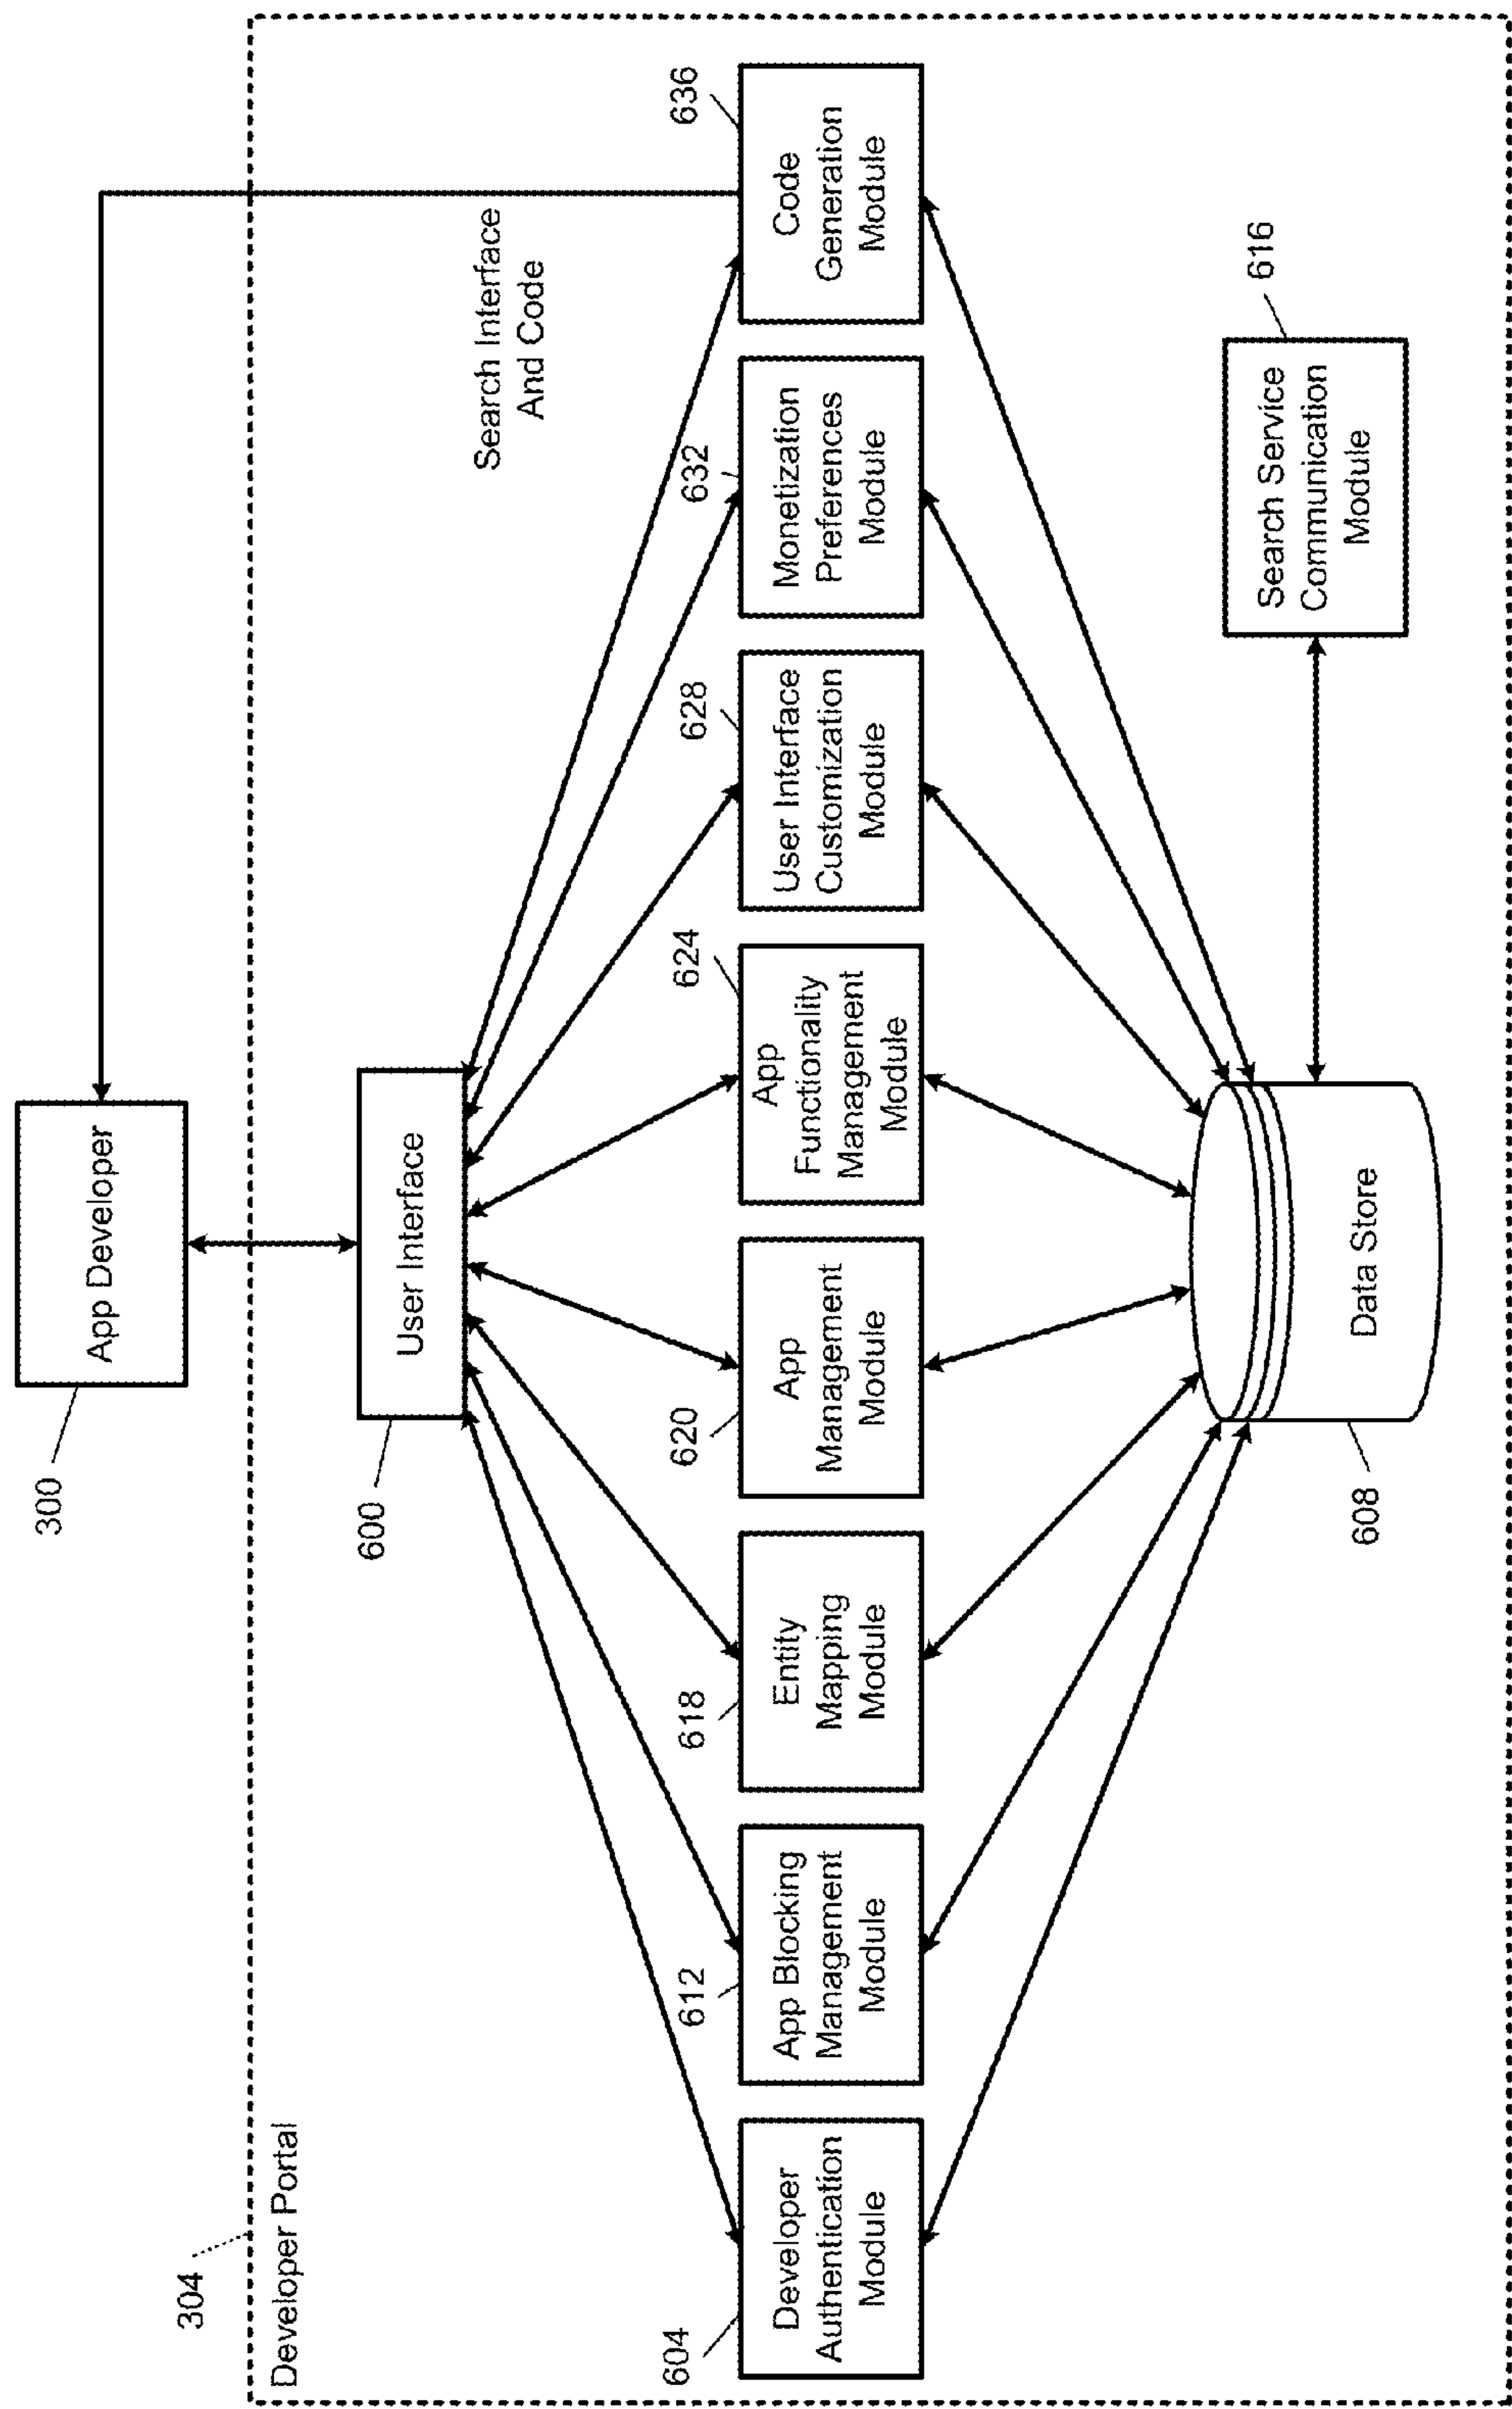 300
App Developer
304
Developer Portal
600
User Interface
Search Interface
And Code
604
Developer
Authentication
Module
612
App Blocking
Management
Module
618
Entity
Mapping
Module
620
App
Management
Module
624
App
Functionality
Management
Module
628
User Interface
Customization
Module
632
Monetization
Preferences
Module
636
Code
Generation
Module
608
Data Store
616
Search Service
Communication
Module